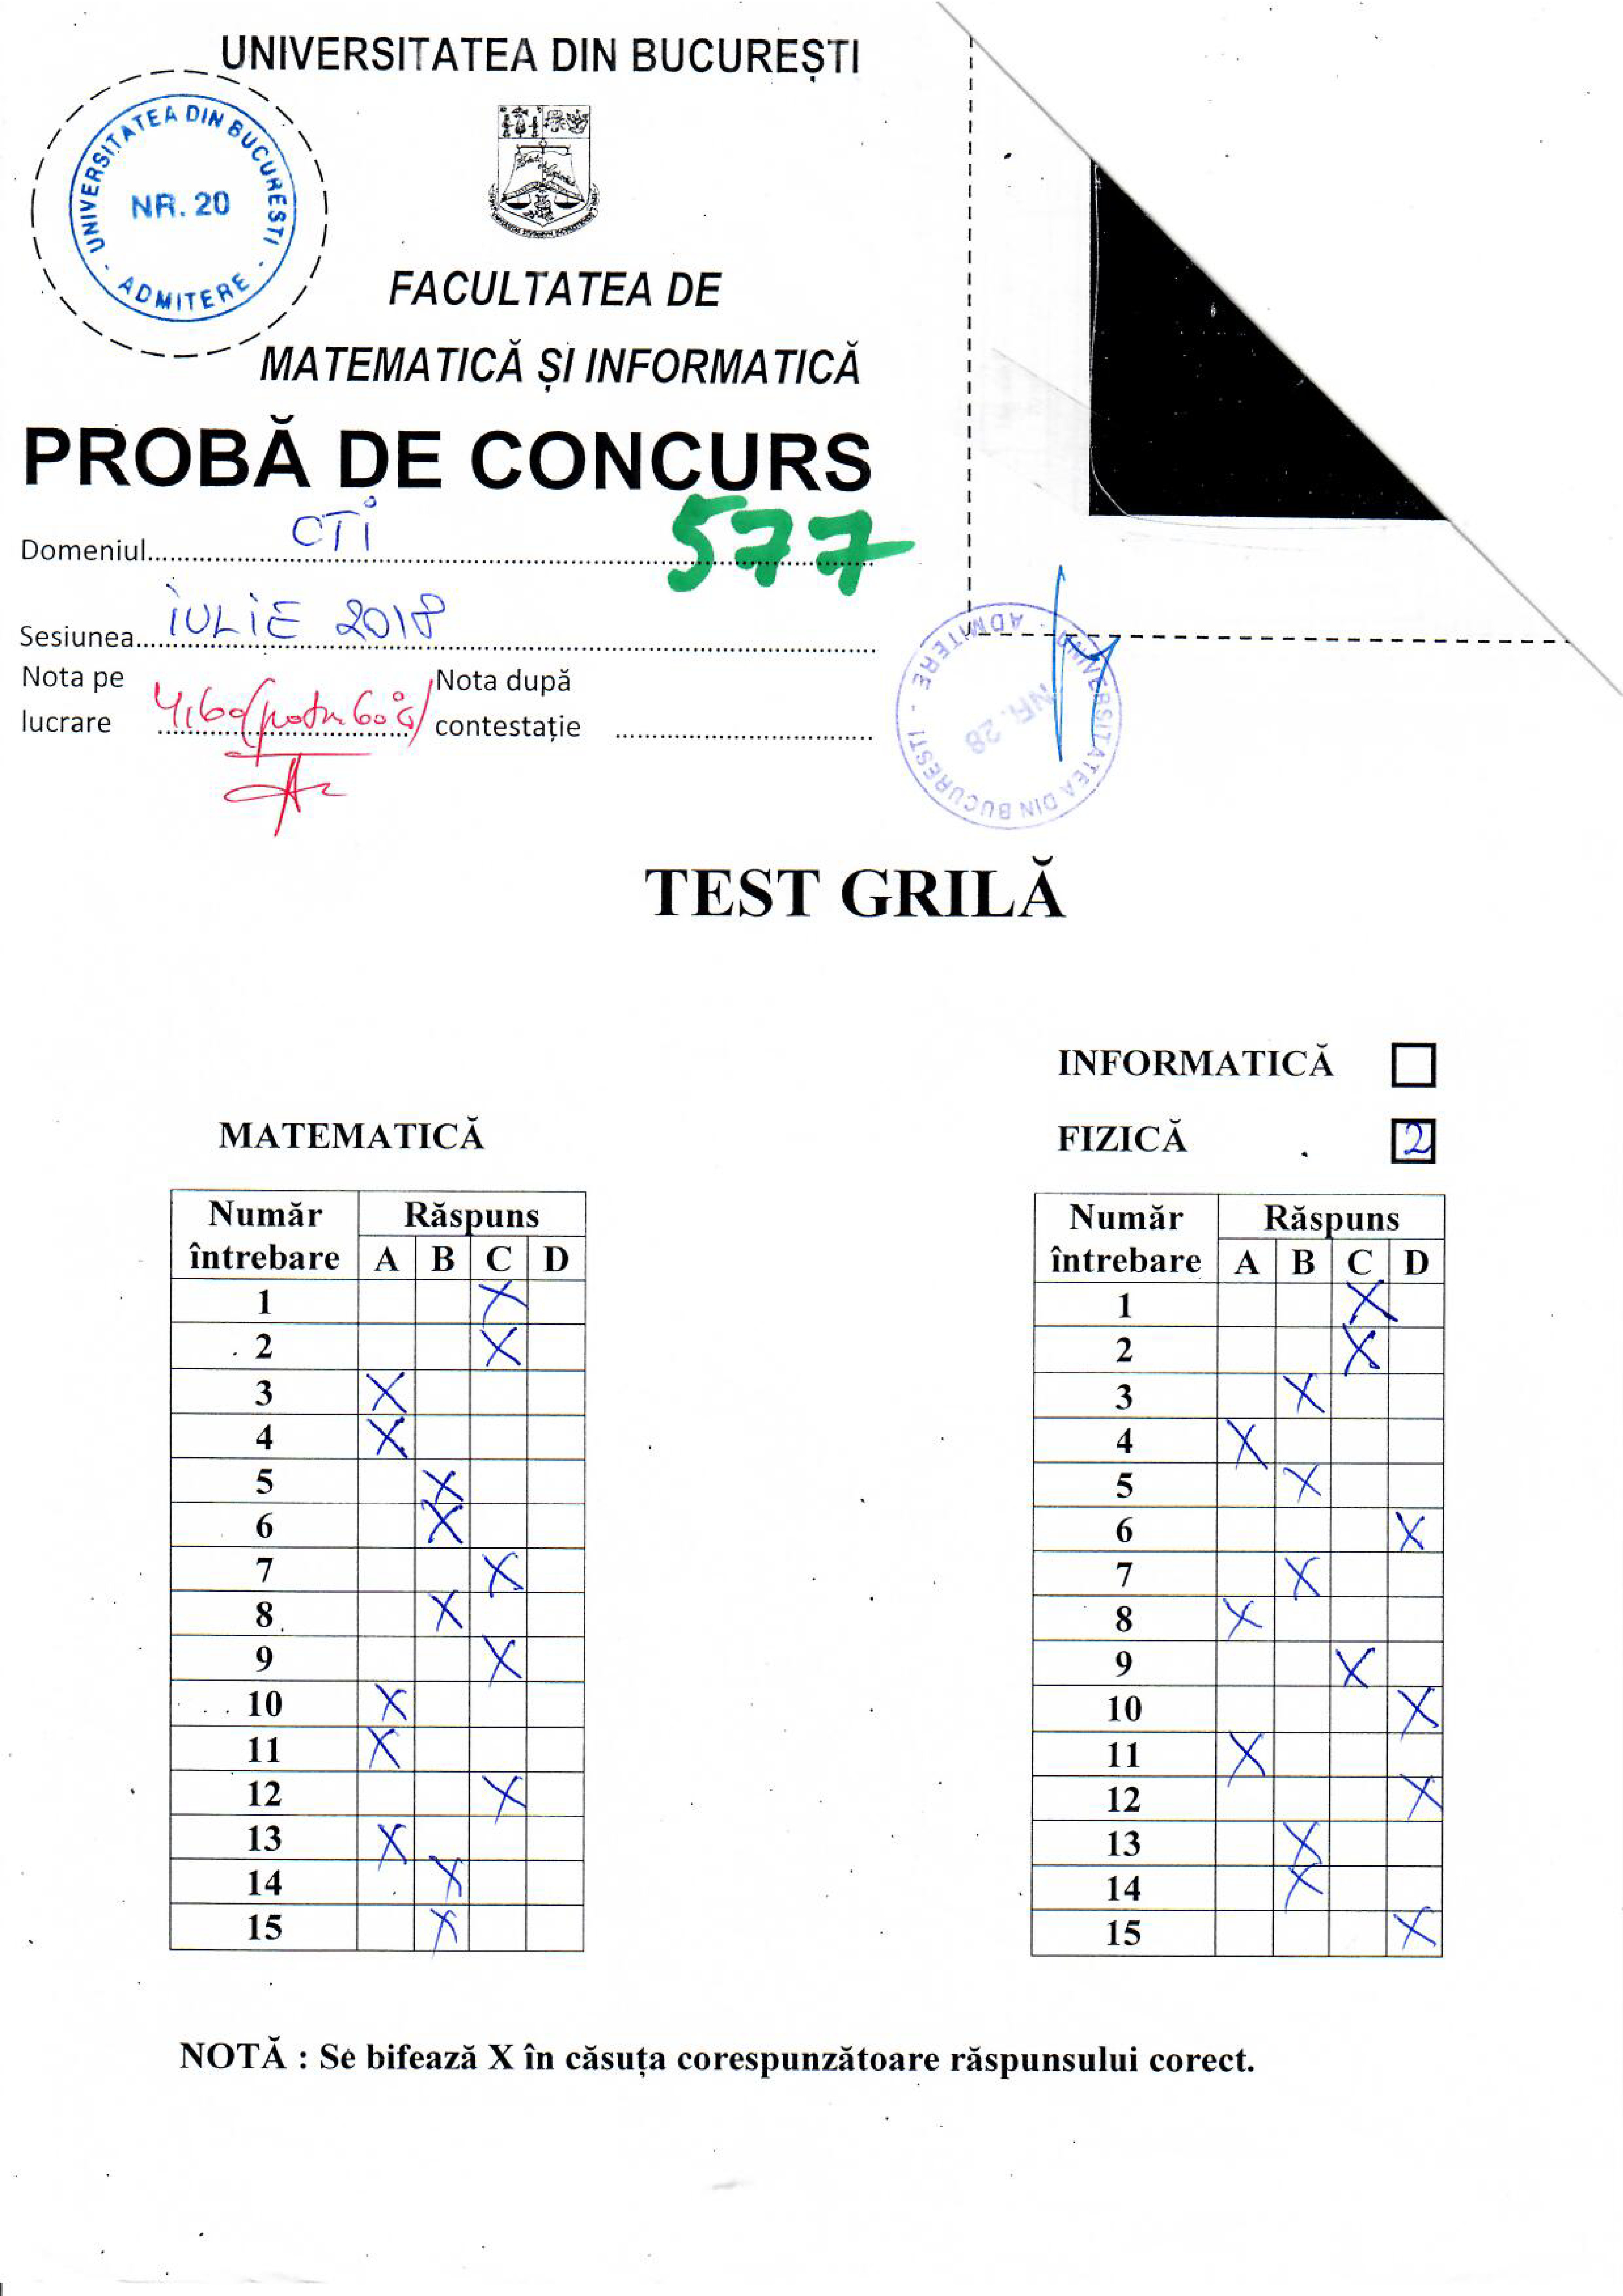 UNIVERSITATEA DIN BUCUREȘTI
UNIVERSITATEA DIN BUCURESTI
NR. 20
- ADMITERE -
FACULTATEA DE
MATEMATICĂ ȘI INFORMATICĂ
PROBĂ DE CONCURS
Domeniul CTI 577
Sesiunea IULIE 2018
Nota pe lucrare 4,60
Nota după contestație
UNIVERSITATEA DIN BUCURESTI
NR. 28
- ADMITERE -
TEST GRILĂ
INFORMATICĂ
FIZICĂ 2
MATEMATICĂ
Număr întrebare Răspuns
A B C D
1 X
2 X
3 X
4 X
5 X
6 X
7 X
8 X
9 X
10 X
11 X
12 X
13 X
14 X
15 X
Număr întrebare Răspuns
A B C D
1 X
2 X
3 X
4 X
5 X
6 X
7 X
8 X
9 X
10 X
11 X
12 X
13 X
14 X
15 X
NOTĂ : Se bifează X în căsuța corespunzătoare răspunsului corect.